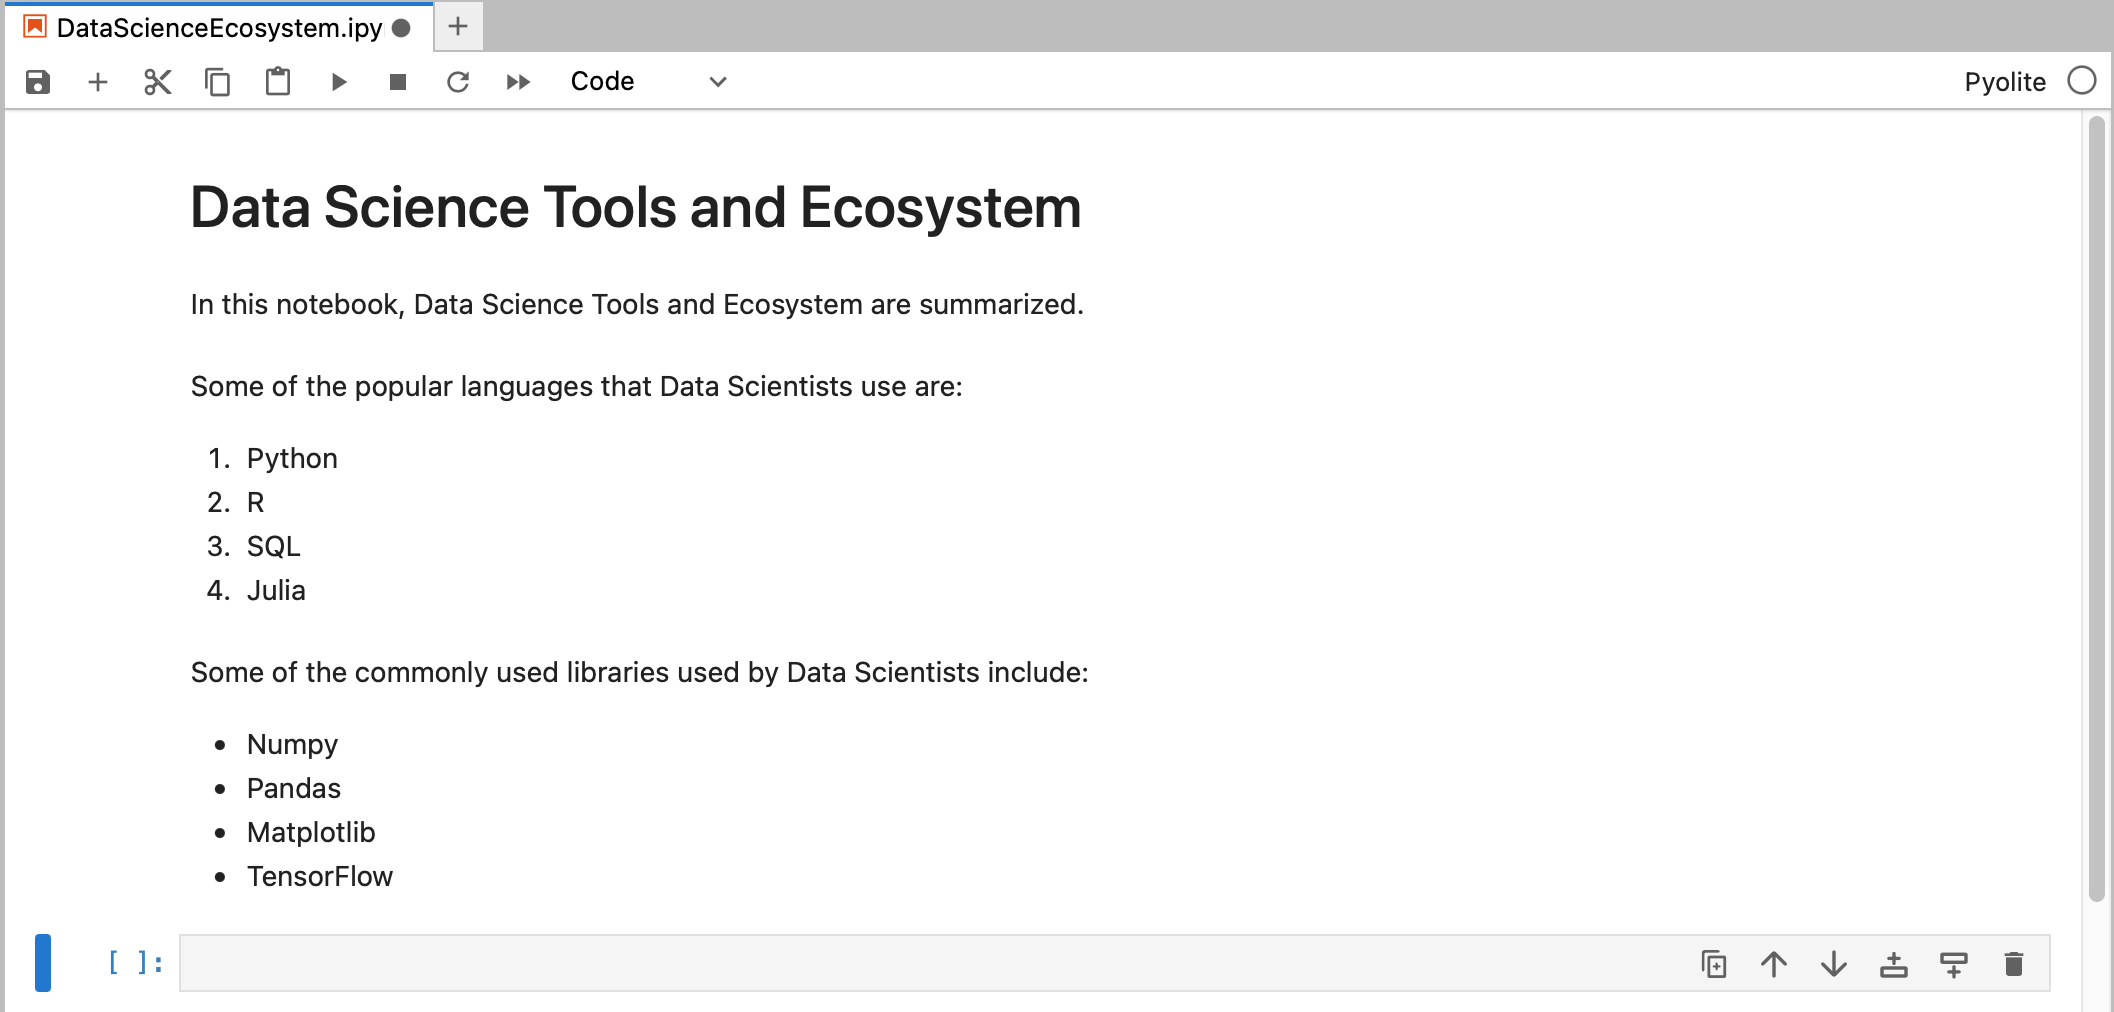 DataScienceEcosystem.ipy
Code
Pyolite
Data Science Tools and Ecosystem
In this notebook, Data Science Tools and Ecosystem are summarized.
Some of the popular languages that Data Scientists use are:
1. Python
2. R
3. SQL
4. Julia
Some of the commonly used libraries used by Data Scientists include:
• Numpy
• Pandas
• Matplotlib
• TensorFlow
[ ]: